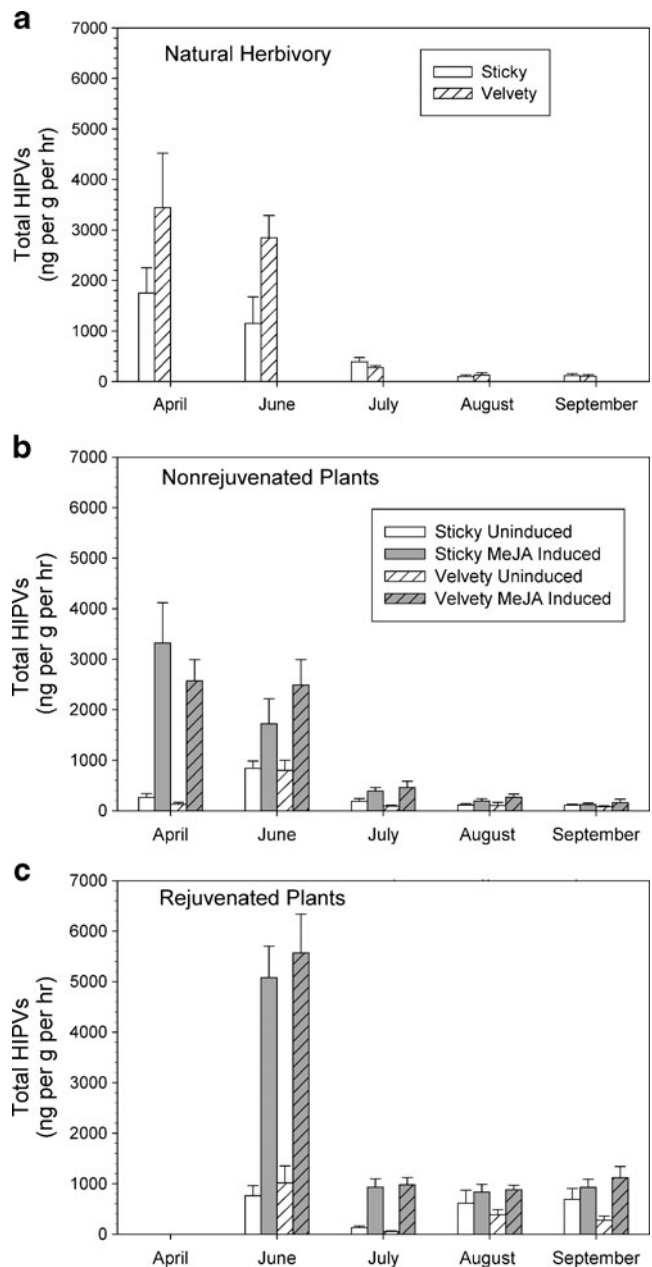 a
Natural Herbivory
Sticky
Velvety
Total HIPVs
(ng per g per hr)
7000
6000
5000
4000
3000
2000
1000
0
April June July August September
b
Nonrejuvenated Plants
Sticky Uninduced
Sticky MeJA Induced
Velvety Uninduced
Velvety MeJA Induced
Total HIPVs
(ng per g per hr)
7000
6000
5000
4000
3000
2000
1000
0
April June July August September
c
Rejuvenated Plants
Total HIPVs
(ng per g per hr)
7000
6000
5000
4000
3000
2000
1000
0
April June July August September